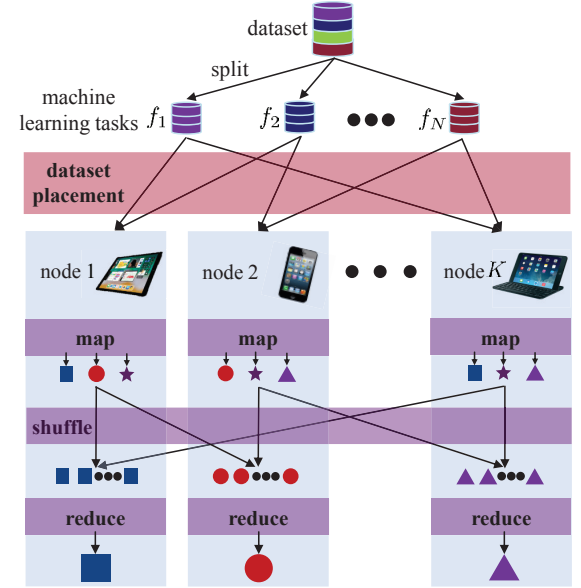 dataset
split
machine
learning tasks
f1
f2
fN
dataset
placement
node 1
node 2
node K
map
map
map
shuffle
reduce
reduce
reduce